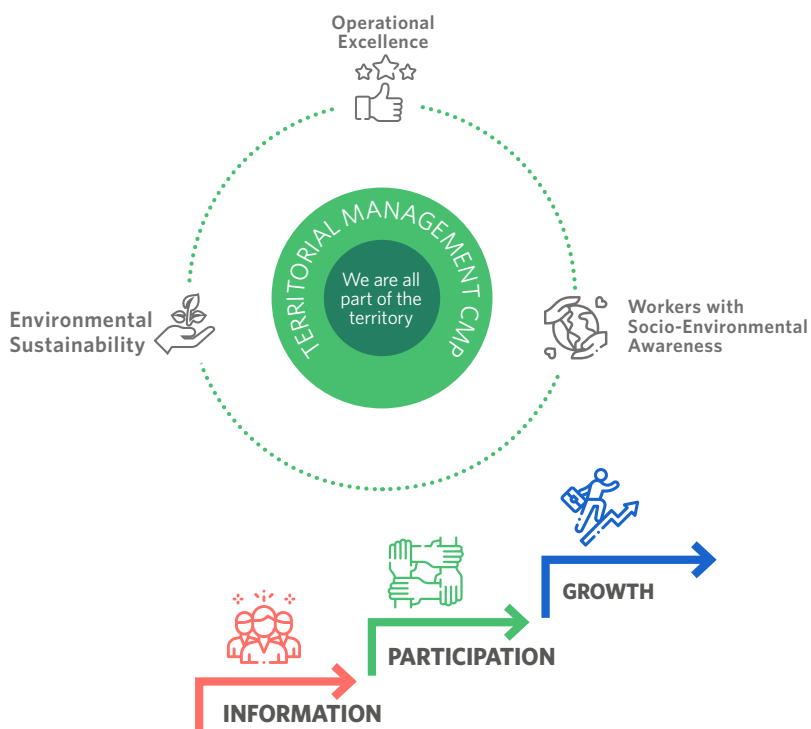 Operational
Excellence
TERRITORIAL MANAGEMENT CMP
We are all
part of the
territory
Environmental
Sustainability
Workers with
Socio-Environmental
Awareness
GROWTH
PARTICIPATION
INFORMATION